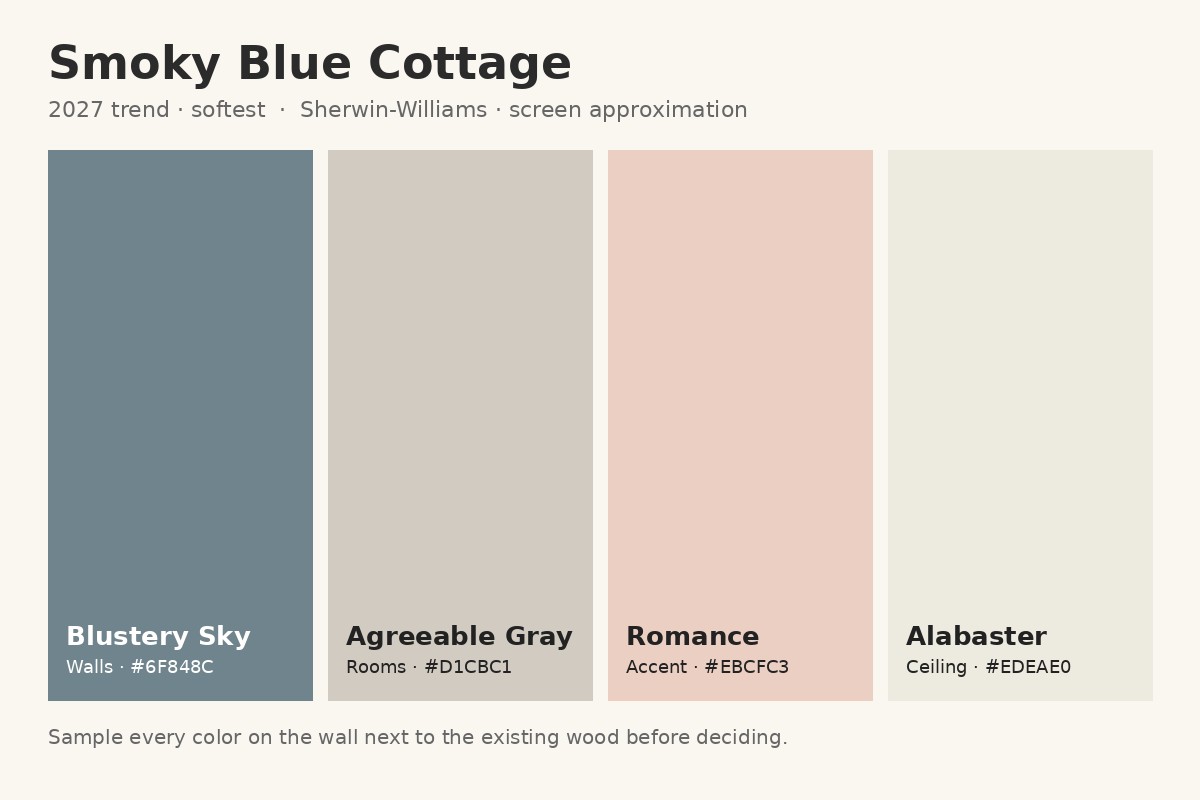 Smoky Blue Cottage
2027 trend · softest · Sherwin-Williams · screen approximation
Blustery Sky
Walls · #6F848C
Agreeable Gray
Rooms · #D1CBC1
Romance
Accent · #EBCFC3
Alabaster
Ceiling · #EDEAE0
Sample every color on the wall next to the existing wood before deciding.